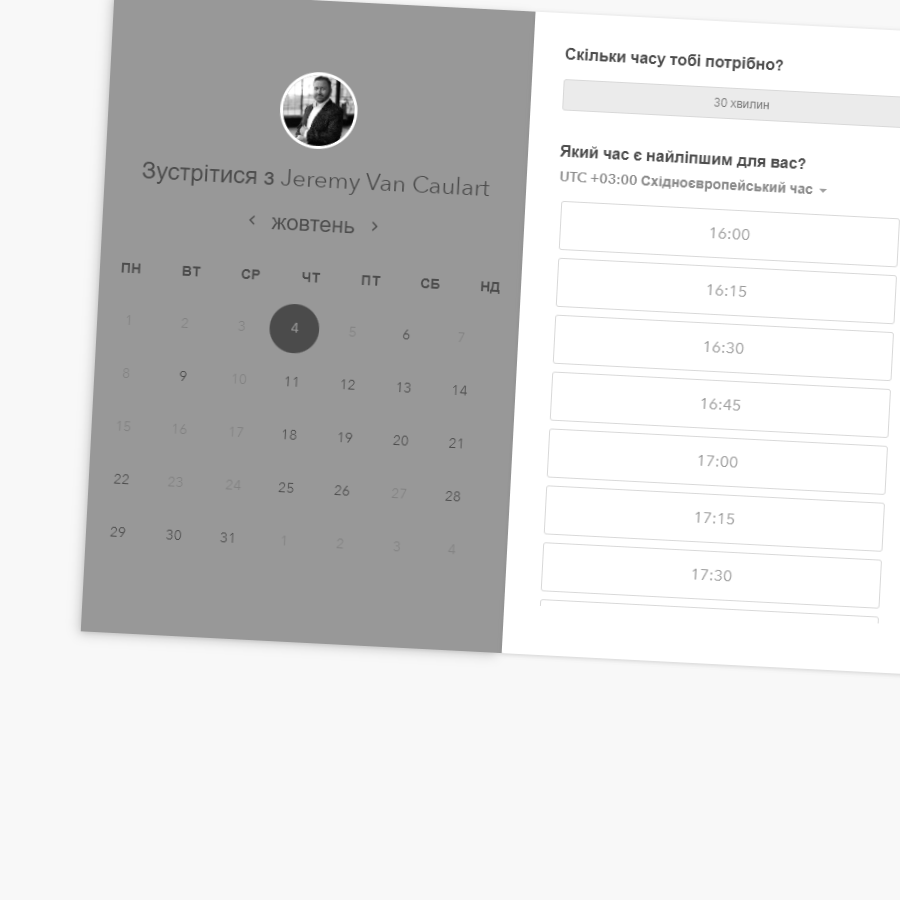 Зустрітися з Jeremy Van Caulart
жовтень
ПН ВТ СР ЧТ ПТ СБ НД
1 2 3 4 5 6 7
8 9 10 11 12 13 14
15 16 17 18 19 20 21
22 23 24 25 26 27 28
29 30 31 1 2 3 4
Скільки часу тобі потрібно?
30 хвилин
Який час є найліпшим для вас?
UTC +03:00 Східноєвропейський час
16:00
16:15
16:30
16:45
17:00
17:15
17:30